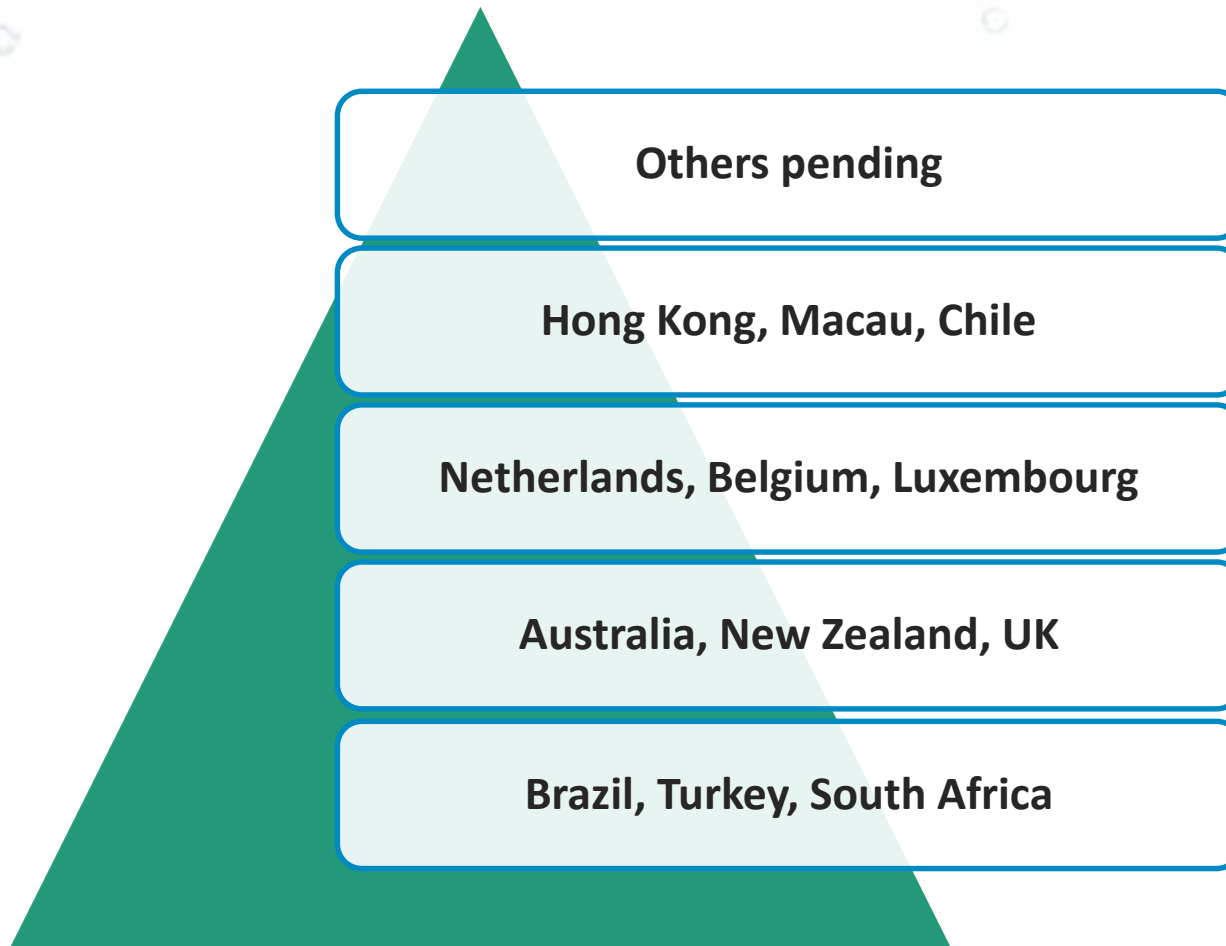 Others pending
Hong Kong, Macau, Chile
Netherlands, Belgium, Luxembourg
Australia, New Zealand, UK
Brazil, Turkey, South Africa